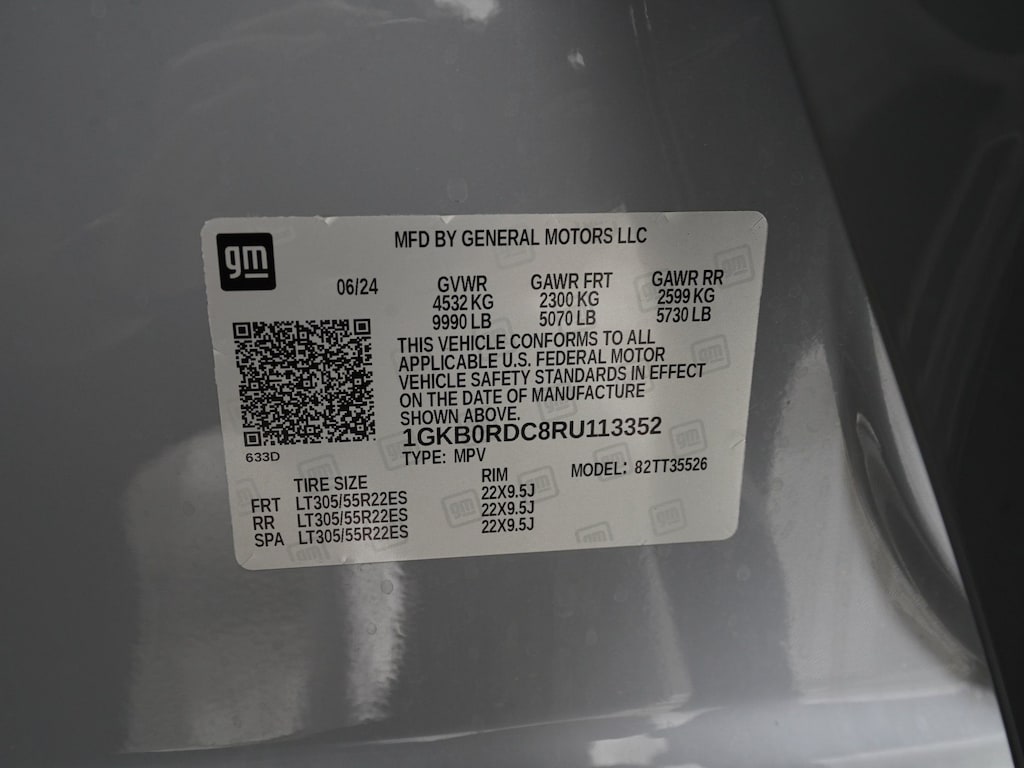 gm
MFD BY GENERAL MOTORS LLC
06/24 GVWR GAWR FRT GAWR RR
4532 KG 2300 KG 2599 KG
9990 LB 5070 LB 5730 LB
THIS VEHICLE CONFORMS TO ALL
APPLICABLE U.S. FEDERAL MOTOR
VEHICLE SAFETY STANDARDS IN EFFECT
ON THE DATE OF MANUFACTURE
SHOWN ABOVE.
1GKB0RDC8RU113352
633D
TYPE: MPV
MODEL: 82TT35526
TIRE SIZE RIM
FRT LT305/55R22ES 22X9.5J
RR LT305/55R22ES 22X9.5J
SPA LT305/55R22ES 22X9.5J